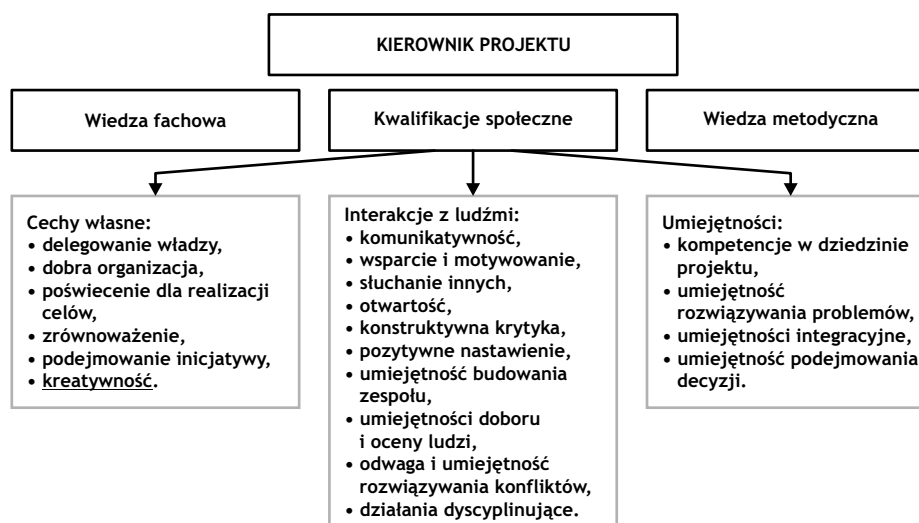 KIEROWNIK PROJEKTU
Wiedza fachowa
Kwalifikacje społeczne
Wiedza metodyczna
Cechy własne:
• delegowanie władzy,
• dobra organizacja,
• poświecenie dla realizacji
celów,
• zrównoważenie,
• podejmowanie inicjatywy,
• kreatywność.
Interakcje z ludźmi:
• komunikatywność,
• wsparcie i motywowanie,
• słuchanie innych,
• otwartość,
• konstruktywna krytyka,
• pozytywne nastawienie,
• umiejętność budowania
zespołu,
• umiejętności doboru
i oceny ludzi,
• odwaga i umiejętność
rozwiązywania konfliktów,
• działania dyscyplinujące.
Umiejętności:
• kompetencje w dziedzinie
projektu,
• umiejętność
rozwiązywania problemów,
• umiejętności integracyjne,
• umiejętność podejmowania
decyzji.